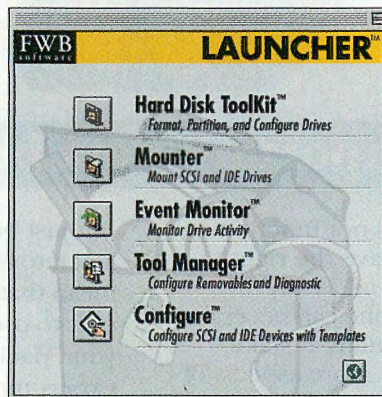 FWB
software
LAUNCHER™
Hard Disk ToolKit™
Format, Partition, and Configure Drives
Mounter™
Mount SCSI and IDE Drives
Event Monitor™
Monitor Drive Activity
Tool Manager™
Configure Removables and Diagnostic
Configure™
Configure SCSI and IDE Devices with Templates